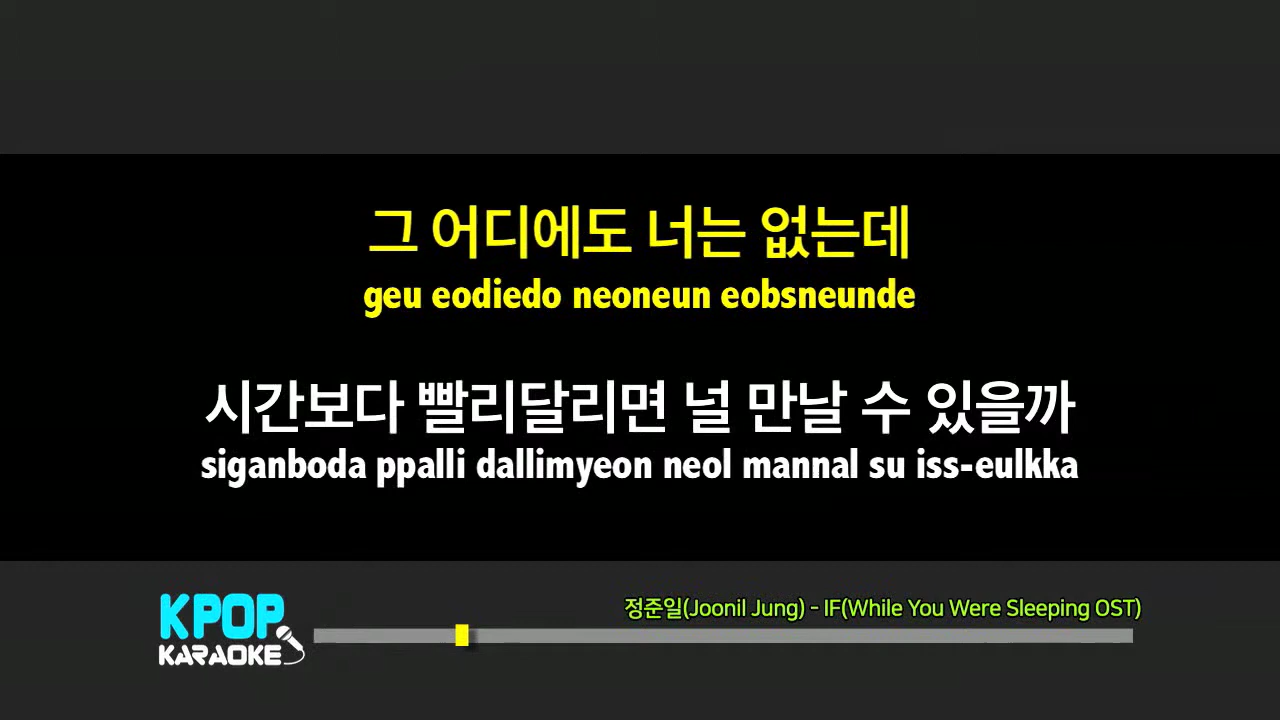 그 어디에도 너는 없는데
geu eodiedo neoneun eobsneunde
시간보다 빨리달리면 널 만날 수 있을까
siganboda ppalli dallimyeon neol mannal su iss-eulkka
정준일(Joonil Jung) - IF(While You Were Sleeping OST)
KPOP
KARAOKE